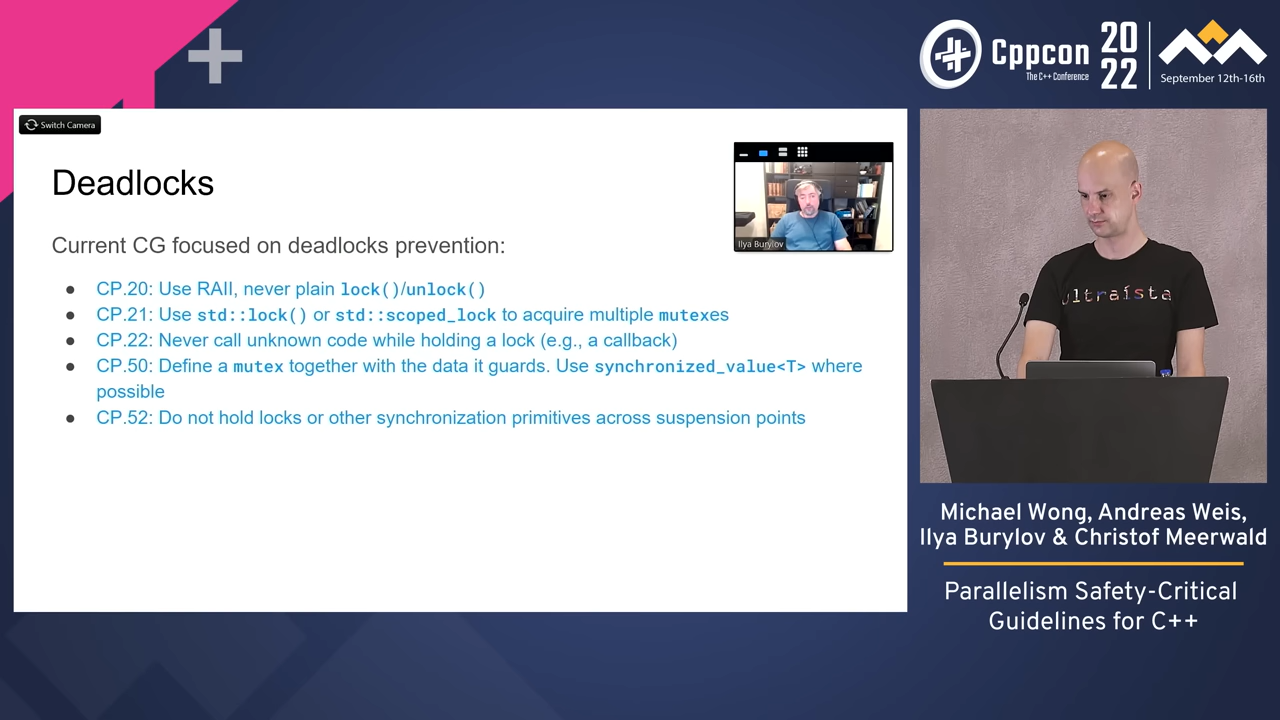 Cppcon
The C++ Conference
20
22
September 12th-16th
Switch Camera
Deadlocks
Ilya Burylov
Current CG focused on deadlocks prevention:
CP.20: Use RAII, never plain lock()/unlock()
CP.21: Use std::lock() or std::scoped_lock to acquire multiple mutexes
CP.22: Never call unknown code while holding a lock (e.g., a callback)
CP.50: Define a mutex together with the data it guards. Use synchronized_value<T> where
possible
CP.52: Do not hold locks or other synchronization primitives across suspension points
ultraísta
Michael Wong, Andreas Weis,
Ilya Burylov & Christof Meerwald
Parallelism Safety-Critical
Guidelines for C++